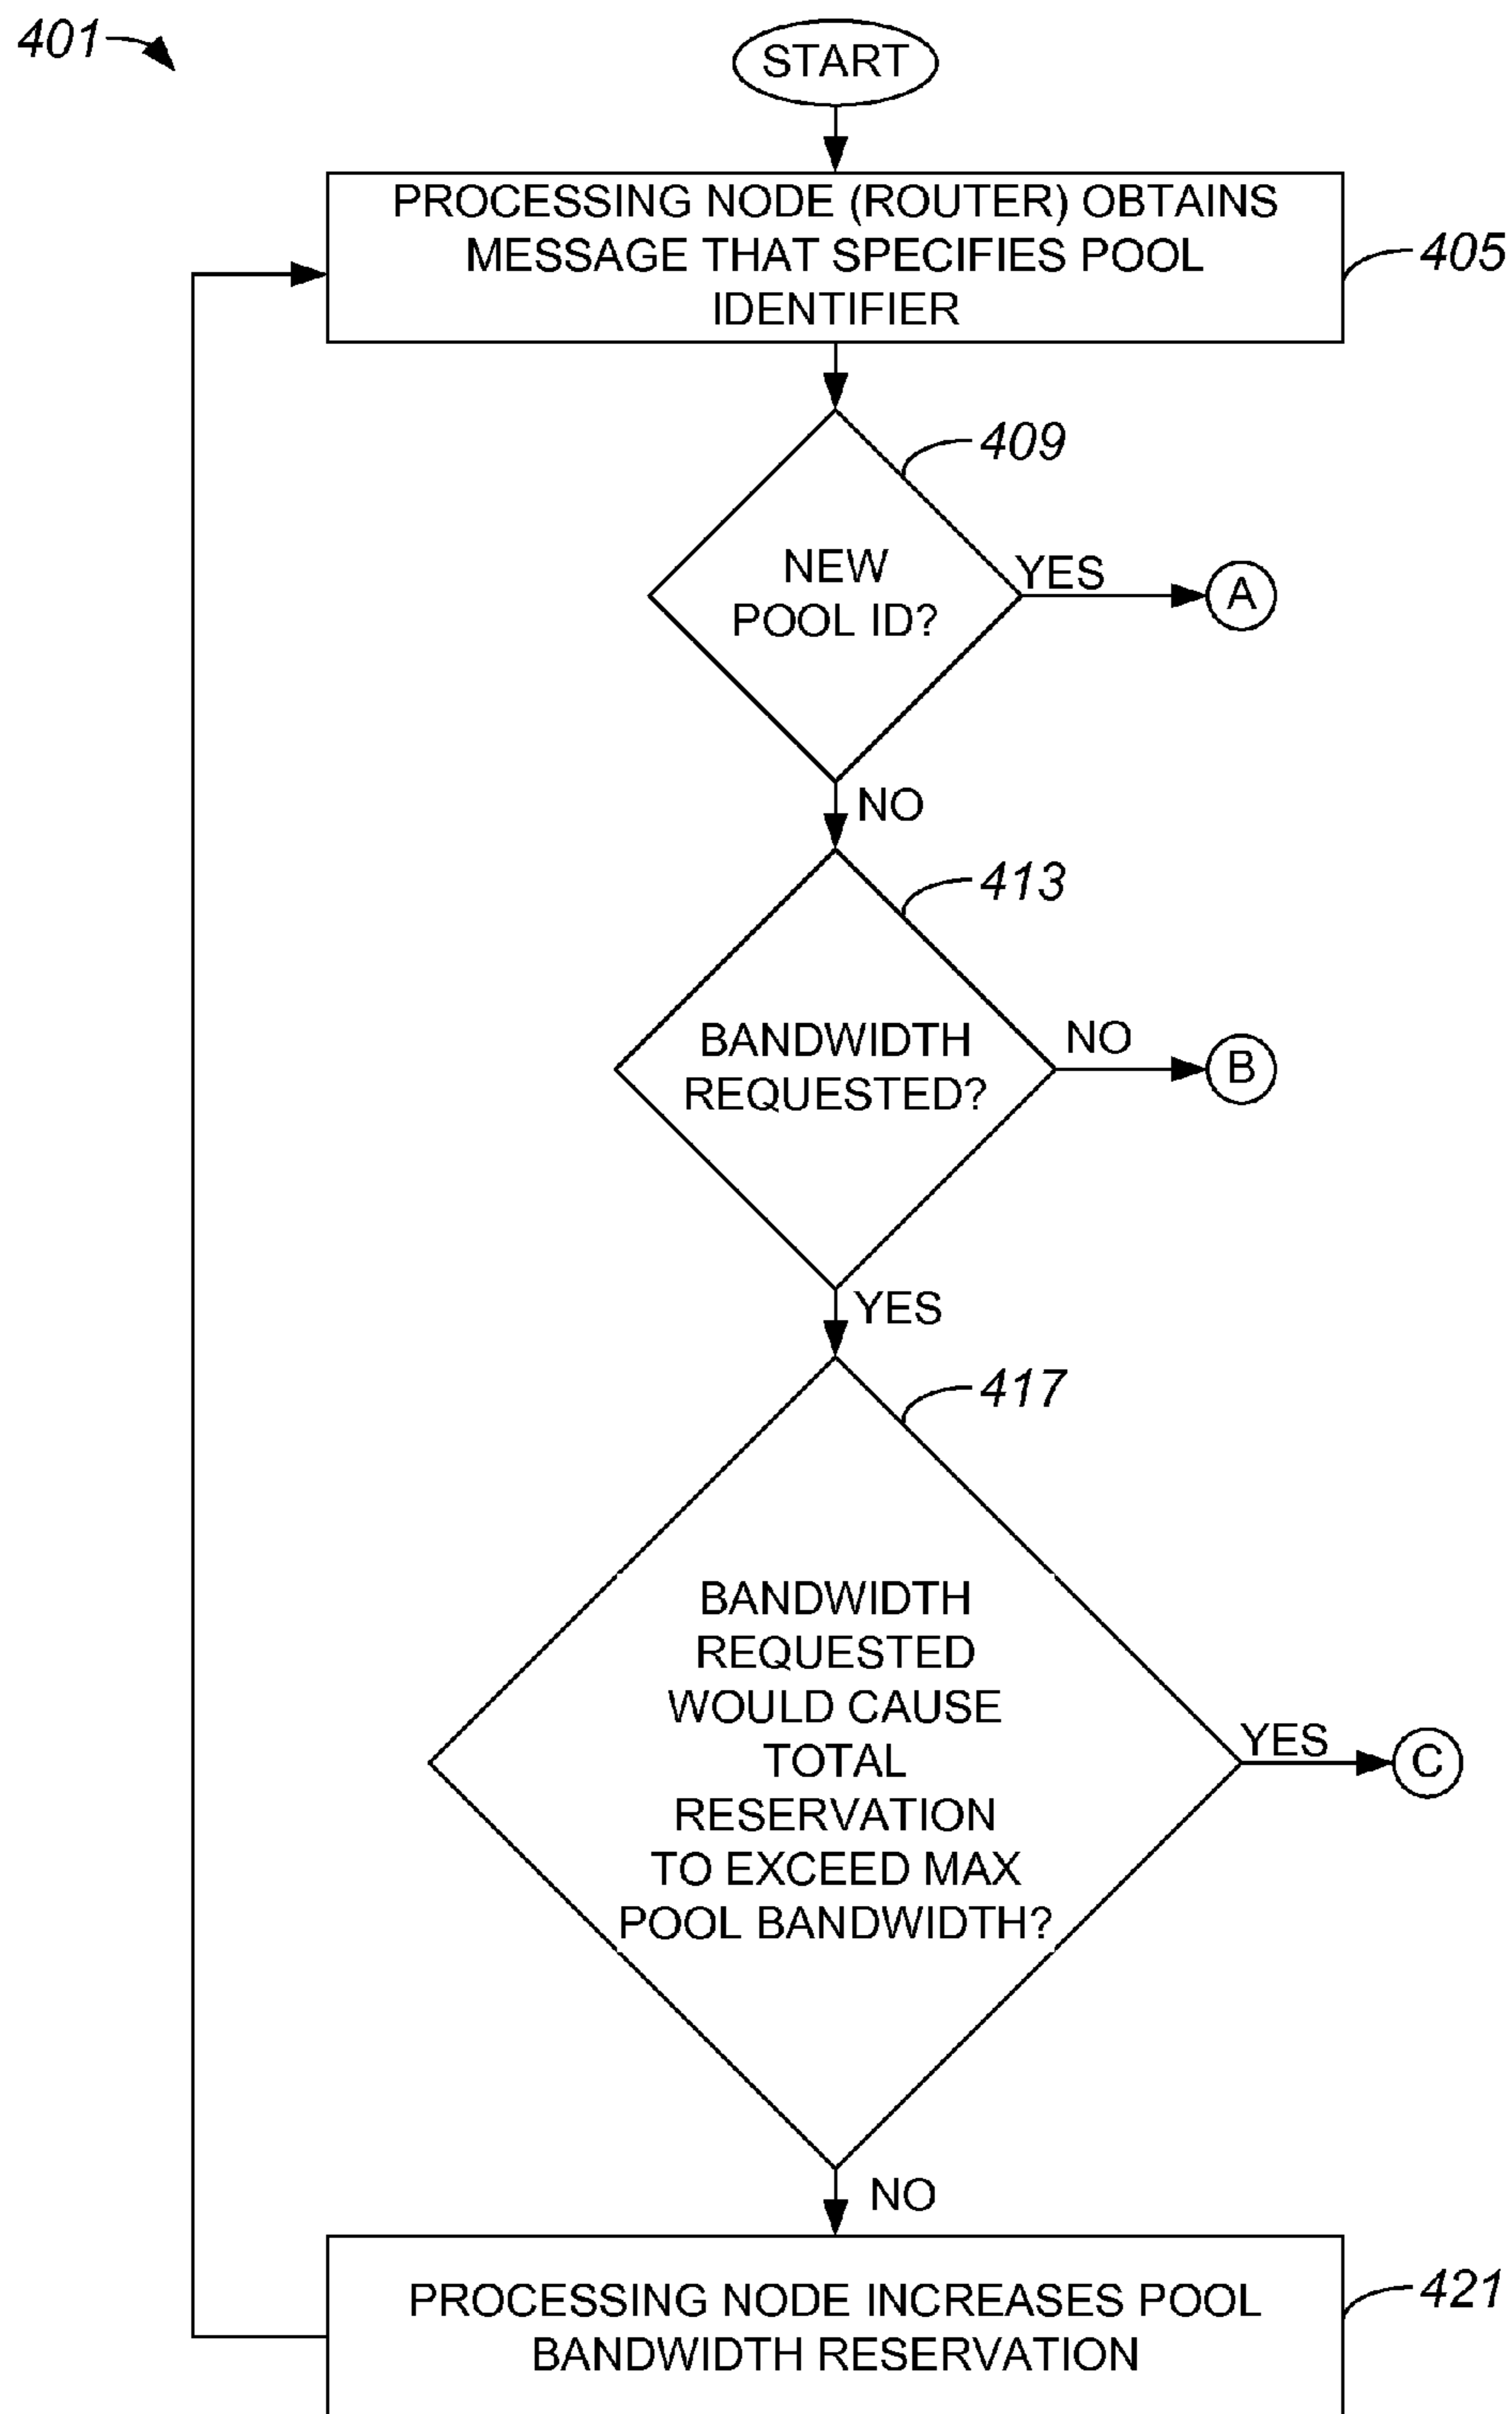 401
START
PROCESSING NODE (ROUTER) OBTAINS
MESSAGE THAT SPECIFIES POOL
IDENTIFIER
405
409
NEW
POOL ID?
YES
A
NO
413
BANDWIDTH
REQUESTED?
NO
B
YES
417
BANDWIDTH
REQUESTED
WOULD CAUSE
TOTAL
RESERVATION
TO EXCEED MAX
POOL BANDWIDTH?
YES
C
NO
PROCESSING NODE INCREASES POOL
BANDWIDTH RESERVATION
421